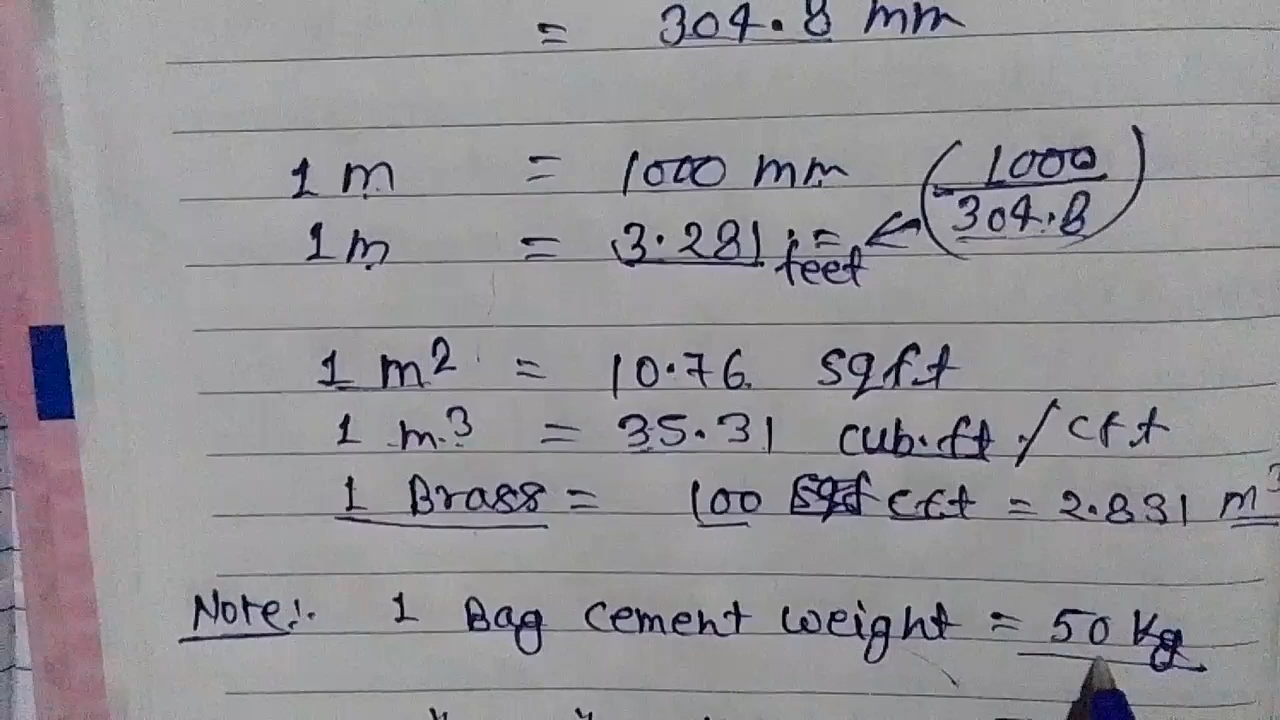 = 304.8 mm
1 m = 1000 mm (1000/304.8)
1 m = 3.281 feet ←
1 m2 = 10.76 sqft
1 m3 = 35.31 cub.ft / cft
1 Brass = 100 cft = 2.831 m3
Note:. 1 Bag cement weight = 50 Kg